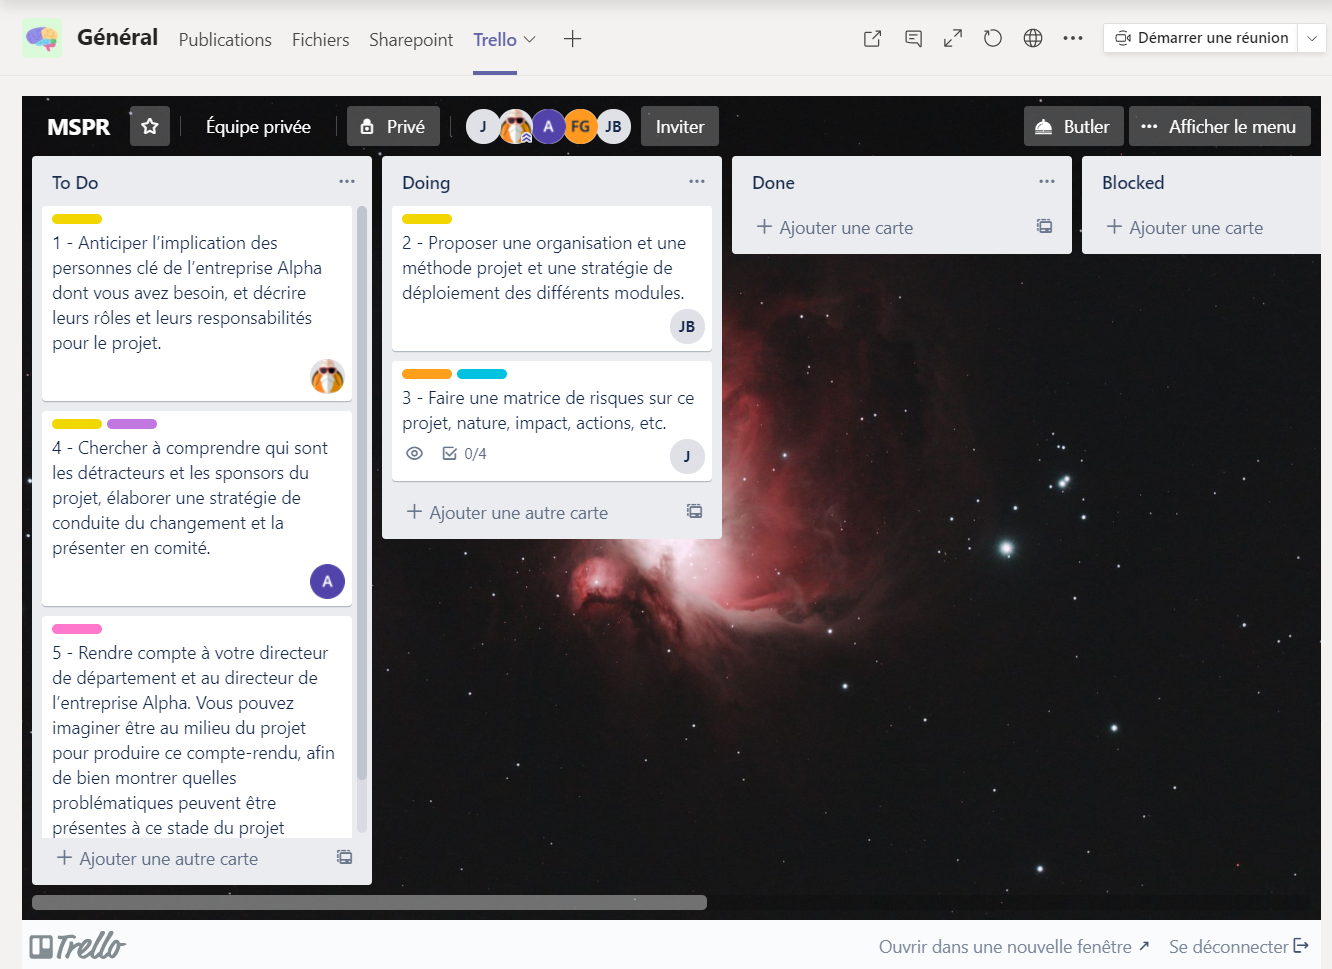 Général Publications Fichiers Sharepoint Trello Démarrer une réunion
MSPR Équipe privée Privé J A FG JB Inviter Butler Afficher le menu
To Do
1 - Anticiper l’implication des
personnes clé de l’entreprise Alpha
dont vous avez besoin, et décrire
leurs rôles et leurs responsabilités
pour le projet.
4 - Chercher à comprendre qui sont
les détracteurs et les sponsors du
projet, élaborer une stratégie de
conduite du changement et la
présenter en comité.
A
5 - Rendre compte à votre directeur
de département et au directeur de
l’entreprise Alpha. Vous pouvez
imaginer être au milieu du projet
pour produire ce compte-rendu, afin
de bien montrer quelles
problématiques peuvent être
présentes à ce stade du projet
Ajouter une autre carte
Doing
2 - Proposer une organisation et une
méthode projet et une stratégie de
déploiement des différents modules.
JB
3 - Faire une matrice de risques sur ce
projet, nature, impact, actions, etc.
0/4 J
Ajouter une autre carte
Done
Ajouter une carte
Blocked
Ajouter une carte
Trello Ouvrir dans une nouvelle fenêtre Se déconnecter